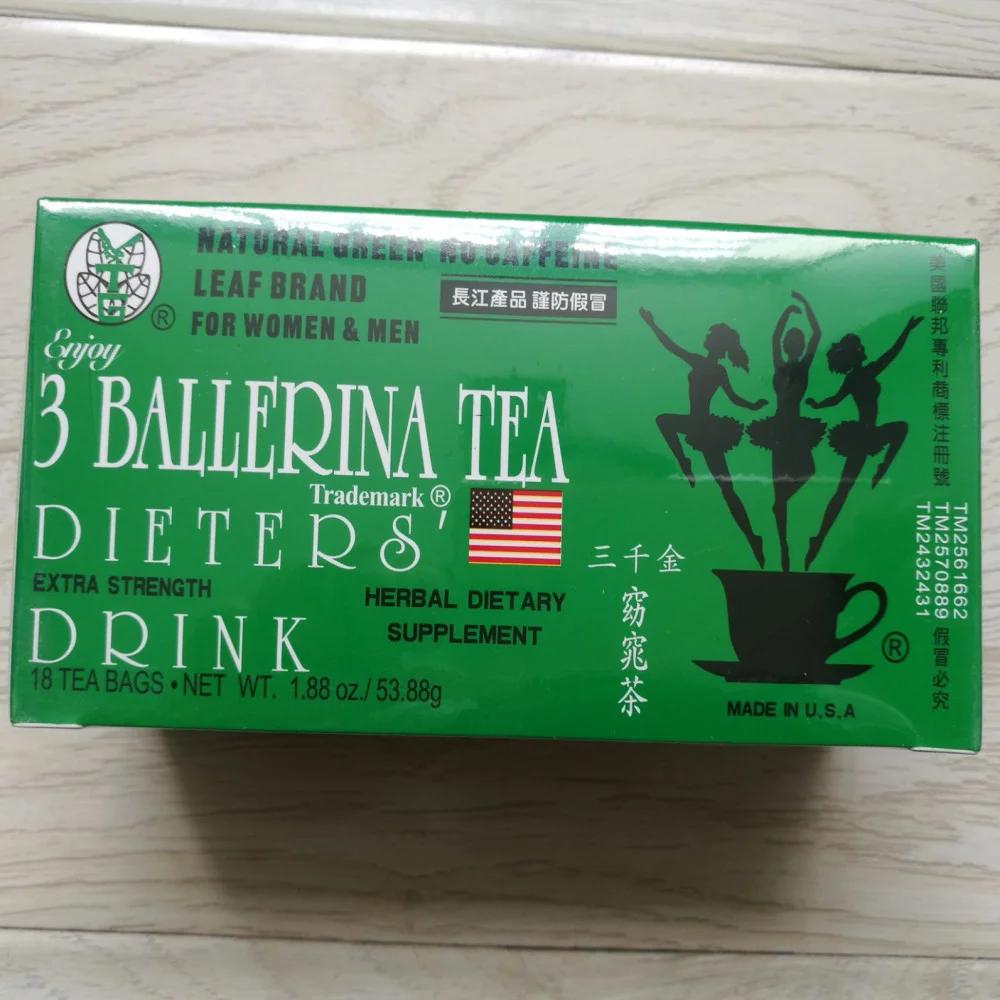 NATURAL GREEN NO CAFFEINE
LEAF BRAND
長江產品 謹防假冒
®
FOR WOMEN & MEN
Enjoy
3 BALLERINA TEA
Trademark ®
DIETERS'
EXTRA STRENGTH
HERBAL DIETARY
SUPPLEMENT
DRINK
18 TEA BAGS • NET WT. 1.88 oz./ 53.88g
三千金
窈窕茶
®
MADE IN U.S.A
美國聯邦專利商標注冊號
TM2561662
TM2570889
TM2432431
假冒必究